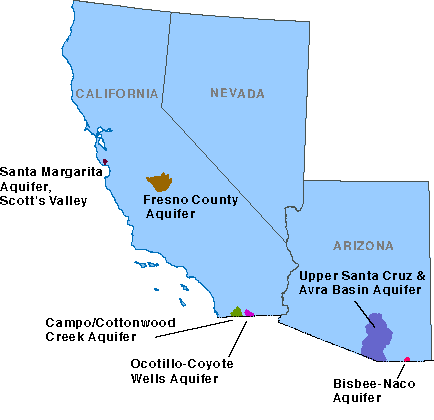 CALIFORNIA
NEVADA
Santa Margarita
Aquifer,
Scott's Valley
Fresno County
Aquifer
ARIZONA
Upper Santa Cruz &
Avra Basin Aquifer
Campo/Cottonwood
Creek Aquifer
Ocotillo-Coyote
Wells Aquifer
Bisbee-Naco
Aquifer